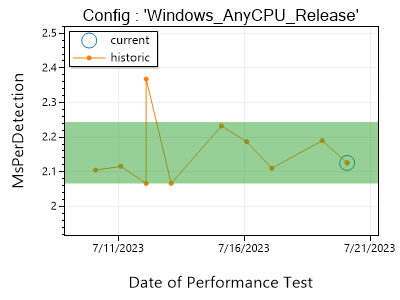 Config : 'Windows_AnyCPU_Release'
current
historic
MsPerDetection
2.5
2.4
2.3
2.2
2.1
2
7/11/2023
7/16/2023
7/21/2023
Date of Performance Test